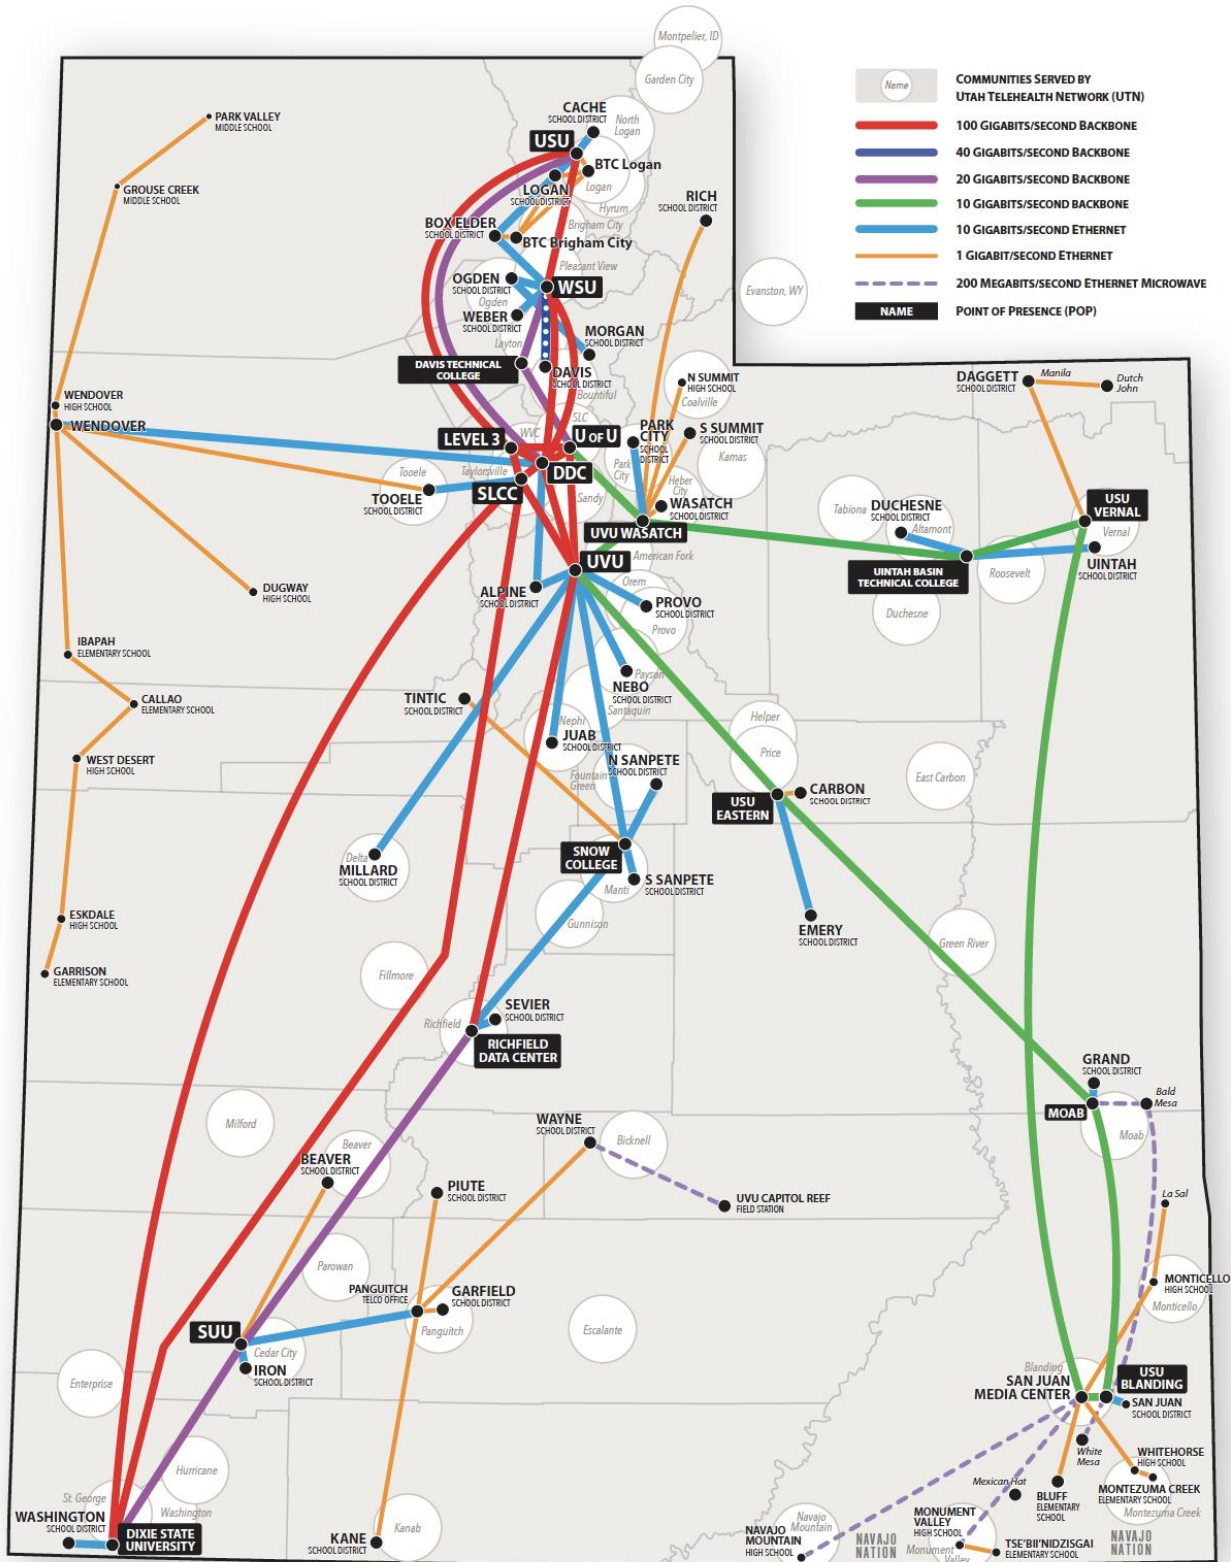 Montpelier, ID
Garden City
Name
COMMUNITIES SERVED BY
UTAH TELEHEALTH NETWORK (UTN)
100 GIGABITS/SECOND BACKBONE
40 GIGABITS/SECOND BACKBONE
20 GIGABITS/SECOND BACKBONE
10 GIGABITS/SECOND BACKBONE
10 GIGABITS/SECOND ETHERNET
1 GIGABIT/SECOND ETHERNET
200 MEGABITS/SECOND ETHERNET MICROWAVE
NAME
POINT OF PRESENCE (POP)
PARK VALLEY
MIDDLE SCHOOL
GROUSE CREEK
MIDDLE SCHOOL
CACHE
SCHOOL DISTRICT
North
Logan
USU
BTC Logan
LOGAN
SCHOOL DISTRICT
Logan
Hyrum
RICH
SCHOOL DISTRICT
BOX ELDER
SCHOOL DISTRICT
Brigham City
BTC Brigham City
Pleasant View
OGDEN
SCHOOL DISTRICT
Ogden
WSU
Evanston, WY
WEBER
SCHOOL DISTRICT
MORGAN
SCHOOL DISTRICT
Layton
DAVIS TECHNICAL
COLLEGE
DAVIS
SCHOOL DISTRICT
Bountiful
N SUMMIT
HIGH SCHOOL
Coalville
DAGGETT
SCHOOL DISTRICT
Manila
Dutch
John
WENDOVER
HIGH SCHOOL
WENDOVER
SLC
LEVEL 3
WVC
U OF U
PARK
CITY
SCHOOL
DISTRICT
S SUMMIT
SCHOOL DISTRICT
Kamas
Park
City
Tooele
Taylorsville
DDC
Heber
City
TOOELE
SCHOOL DISTRICT
SLCC
Sandy
WASATCH
SCHOOL DISTRICT
UVU WASATCH
Tabiona
DUCHESNE
SCHOOL DISTRICT
Altamont
USU
VERNAL
Vernal
American Fork
UVU
UINTAH BASIN
TECHNICAL COLLEGE
Roosevelt
UINTAH
SCHOOL DISTRICT
Duchesne
ALPINE
SCHOOL DISTRICT
Orem
PROVO
SCHOOL DISTRICT
Provo
DUGWAY
HIGH SCHOOL
IBAPAH
ELEMENTARY SCHOOL
CALLAO
ELEMENTARY SCHOOL
TINTIC
SCHOOL DISTRICT
Payson
NEBO
SCHOOL DISTRICT
Santaquin
Nephi
JUAB
SCHOOL DISTRICT
Helper
Price
WEST DESERT
HIGH SCHOOL
N SANPETE
SCHOOL DISTRICT
Fountain
Green
East Carbon
USU
EASTERN
CARBON
SCHOOL DISTRICT
SNOW
COLLEGE
Delta
MILLARD
SCHOOL DISTRICT
Manti
S SANPETE
SCHOOL DISTRICT
ESKDALE
HIGH SCHOOL
Gunnison
EMERY
SCHOOL DISTRICT
Green River
GARRISON
ELEMENTARY SCHOOL
Fillmore
SEVIER
SCHOOL DISTRICT
Richfield
RICHFIELD
DATA CENTER
GRAND
SCHOOL DISTRICT
MOAB
Bald
Mesa
Moab
Milford
Beaver
BEAVER
SCHOOL DISTRICT
WAYNE
SCHOOL DISTRICT
Bicknell
PIUTE
SCHOOL DISTRICT
UVU CAPITOL REEF
FIELD STATION
La Sal
Parowan
PANGUITCH
TELCO OFFICE
GARFIELD
SCHOOL DISTRICT
Panguitch
Escalante
MONTICELLO
HIGH SCHOOL
Monticello
SUU
Cedar City
IRON
SCHOOL DISTRICT
Enterprise
Blanding
SAN JUAN
MEDIA CENTER
USU
BLANDING
SAN JUAN
SCHOOL DISTRICT
White
Mesa
WHITEHORSE
HIGH SCHOOL
Mexican Hat
BLUFF
ELEMENTARY
SCHOOL
MONTEZUMA CREEK
ELEMENTARY SCHOOL
Montezuma Creek
Hurricane
St. George
Washington
WASHINGTON
SCHOOL DISTRICT
DIXIE STATE
UNIVERSITY
KANE
SCHOOL DISTRICT
Kanab
Navajo
Mountain
NAVAJO
MOUNTAIN
HIGH SCHOOL
NAVAJO
NATION
MONUMENT
VALLEY
HIGH SCHOOL
Monument
Valley
TSE'BII'NIDZISGAI
ELEMENTARY SCHOOL
NAVAJO
NATION